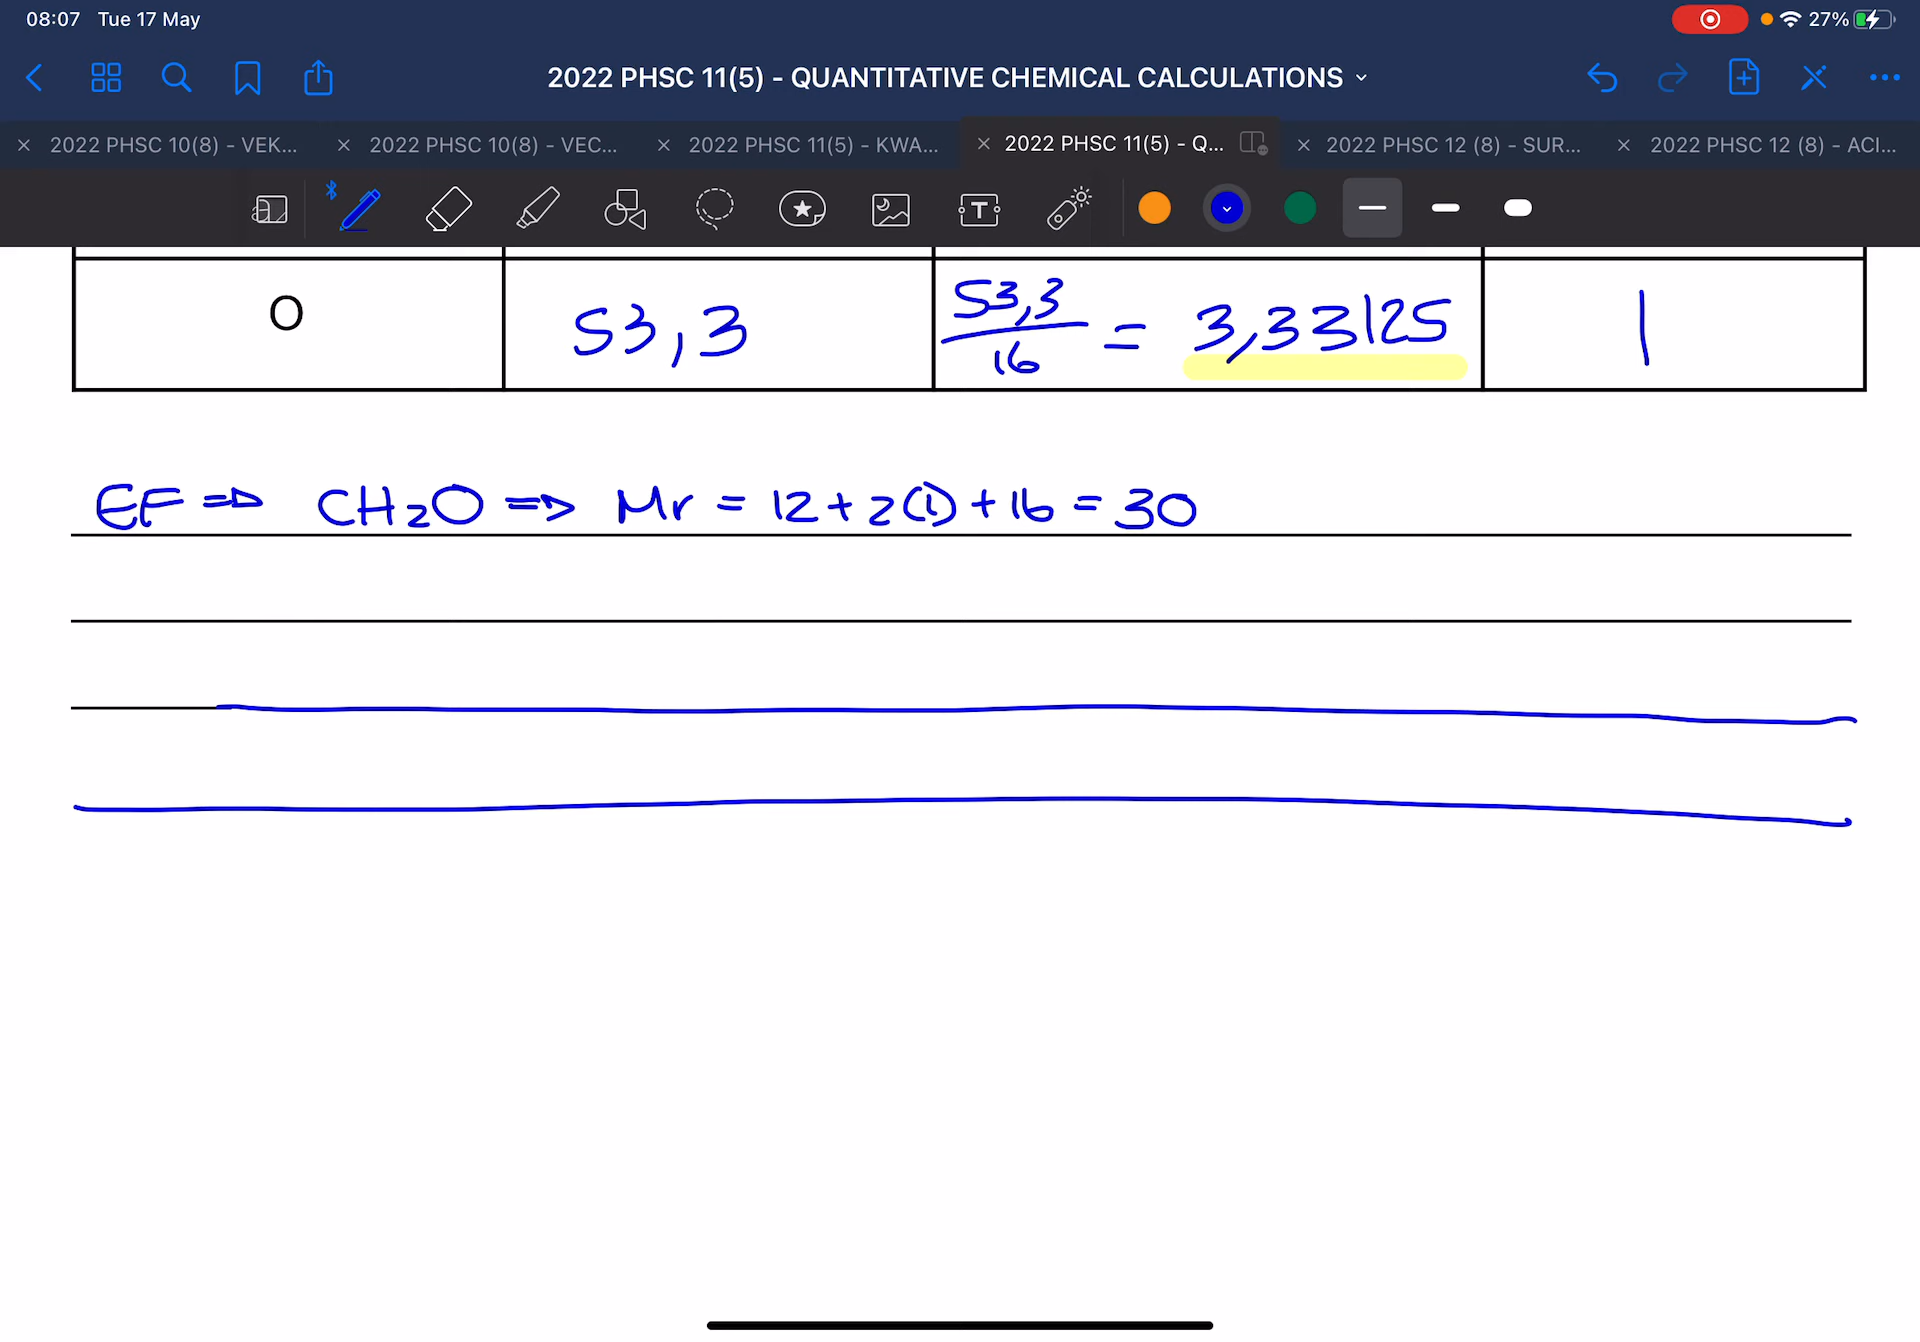 08:07 Tue 17 May 27%
2022 PHSC 11(5) - QUANTITATIVE CHEMICAL CALCULATIONS
2022 PHSC 10(8) - VEK... 2022 PHSC 10(8) - VEC... 2022 PHSC 11(5) - KWA... 2022 PHSC 11(5) - Q... 2022 PHSC 12 (8) - SUR... 2022 PHSC 12 (8) - ACI...
T
O 53,3 53,3/16 = 3,33125 1
EF ⇒ CH₂O ⇒ Mr = 12 + 2(1) + 16 = 30